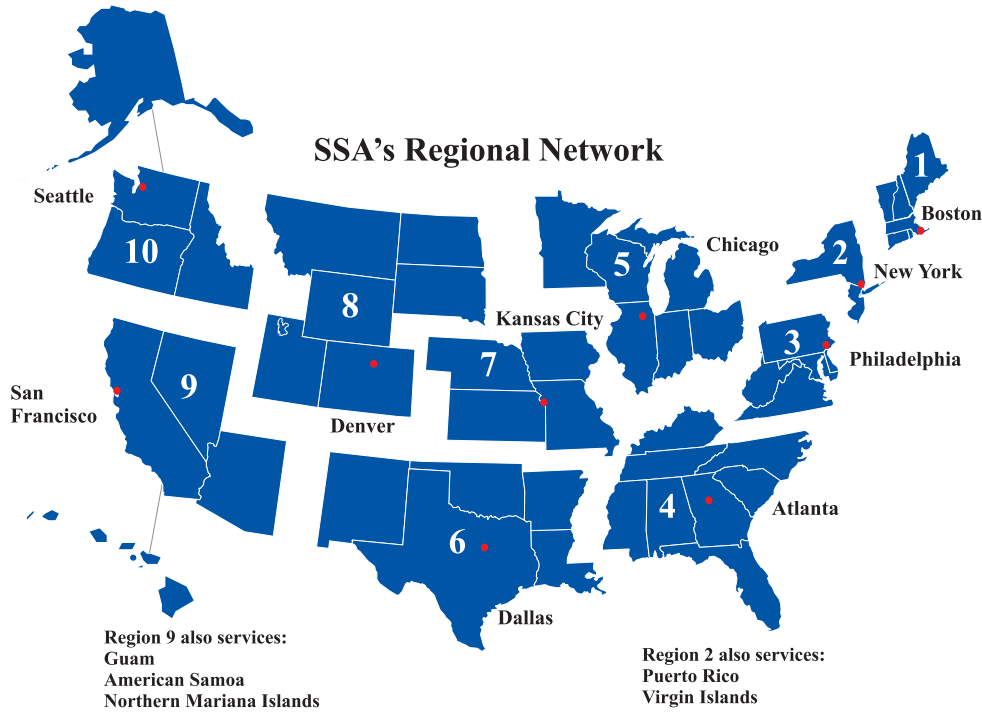 SSA’s Regional Network
1
Seattle
Boston
10
2
Chicago
5
New York
8
Kansas City
3
7
Philadelphia
9
San
Francisco
Denver
4
Atlanta
6
Dallas
Region 9 also services:
Guam
American Samoa
Northern Mariana Islands
Region 2 also services:
Puerto Rico
Virgin Islands